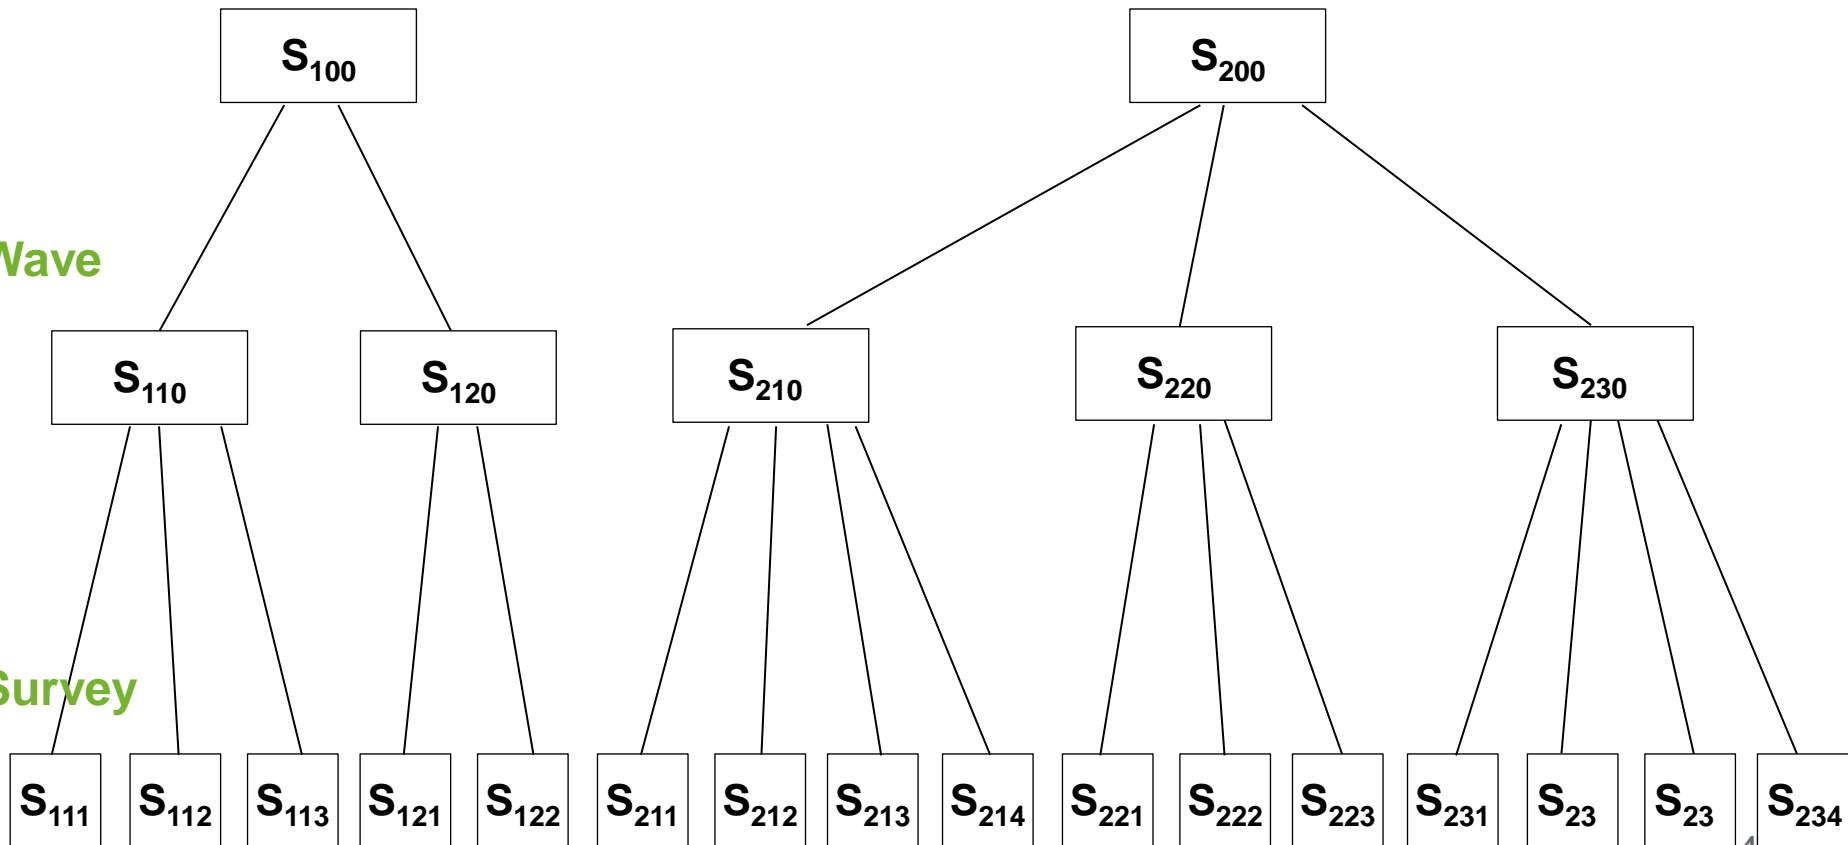 S₁₀₀ S₂₀₀
Wave
S₁₁₀ S₁₂₀ S₂₁₀ S₂₂₀ S₂₃₀
Survey
S₁₁₁ S₁₁₂ S₁₁₃ S₁₂₁ S₁₂₂ S₂₁₁ S₂₁₂ S₂₁₃ S₂₁₄ S₂₂₁ S₂₂₂ S₂₂₃ S₂₃₁ S₂₃ S₂₃ S₂₃₄